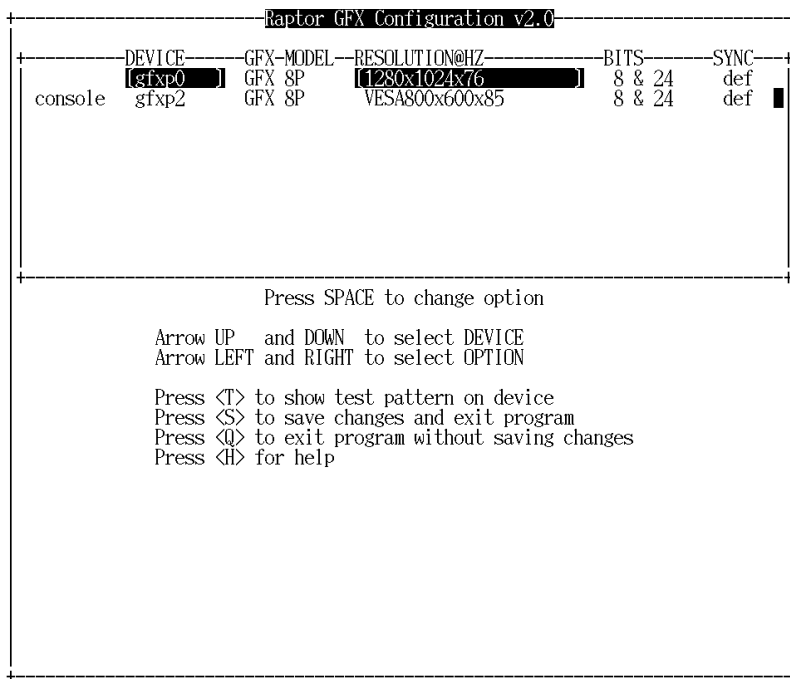 Raptor GFX Configuration v2.0
DEVICE GFX-MODEL RESOLUTION@HZ BITS SYNC
[gfxp0 ] GFX 8P [1280x1024x76 ] 8 & 24 def
console gfxp2 GFX 8P VESA800x600x85 8 & 24 def
Press SPACE to change option
Arrow UP and DOWN to select DEVICE
Arrow LEFT and RIGHT to select OPTION
Press <T> to show test pattern on device
Press <S> to save changes and exit program
Press <Q> to exit program without saving changes
Press <H> for help